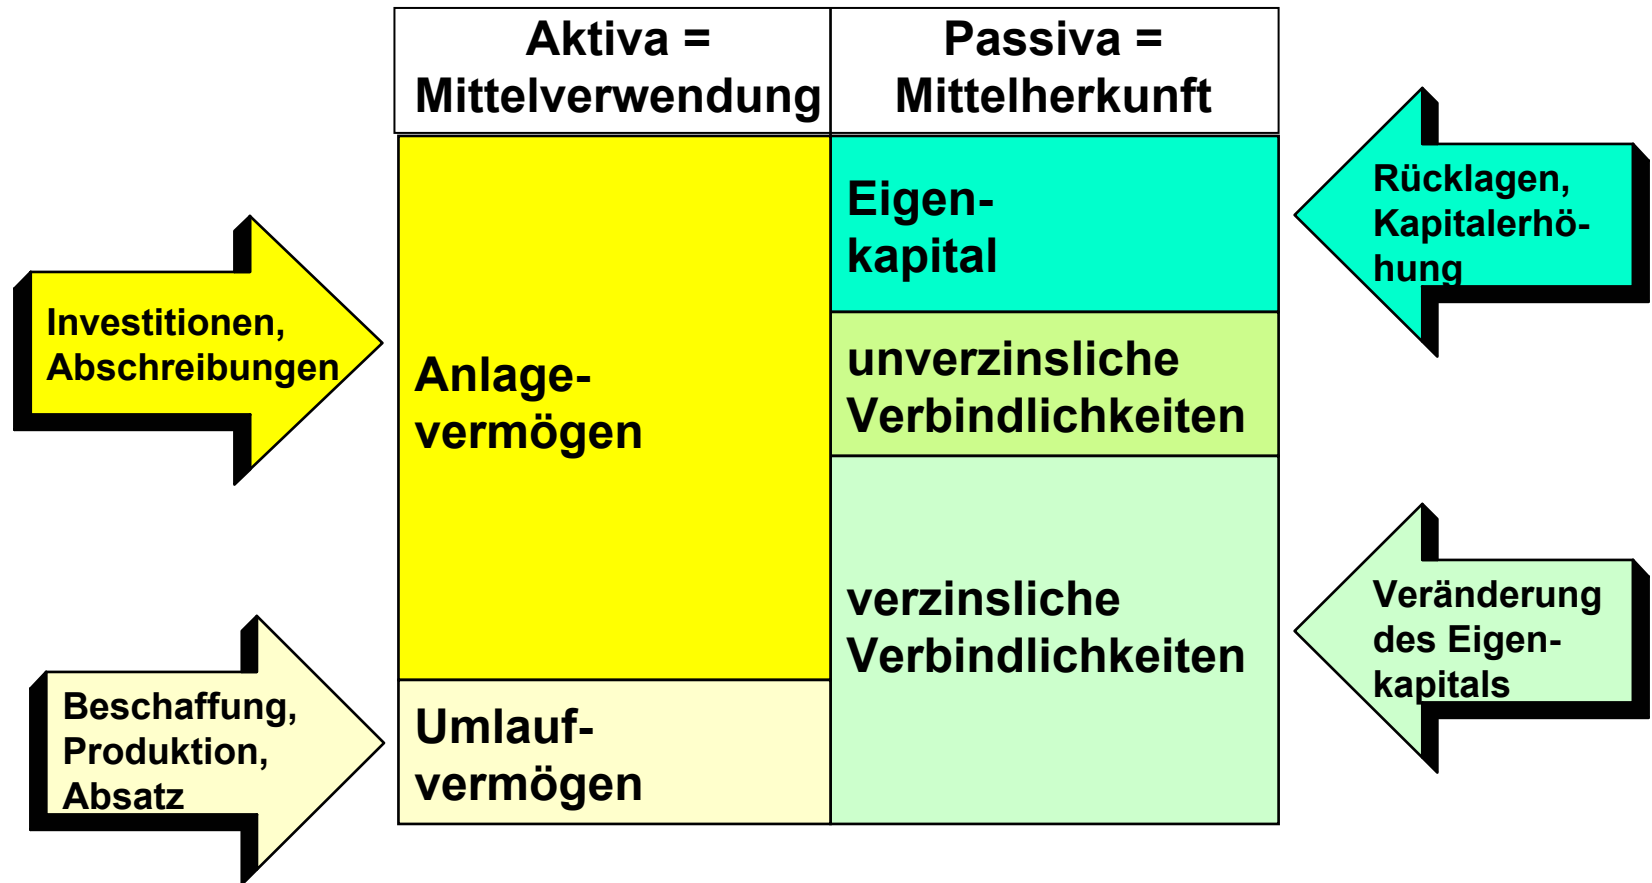 Aktiva =
Mittelverwendung
Passiva =
Mittelherkunft
Investitionen,
Abschreibungen
Beschaffung,
Produktion,
Absatz
Anlage-
vermögen
Umlauf-
vermögen
Eigen-
kapital
unverzinsliche
Verbindlichkeiten
verzinsliche
Verbindlichkeiten
Rücklagen,
Kapitalerhö-
hung
Veränderung
des Eigen-
kapitals